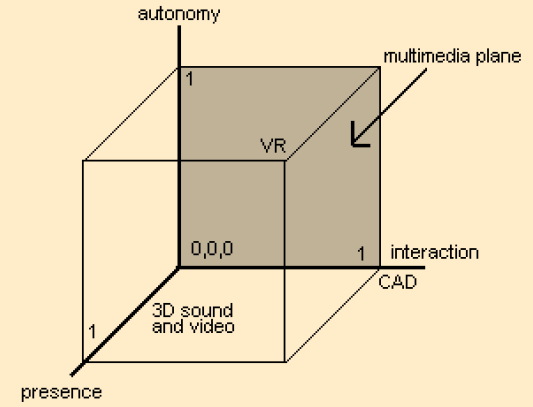 autonomy
multimedia plane
1
VR
0,0,0
1
interaction
CAD
3D sound
and video
1
presence